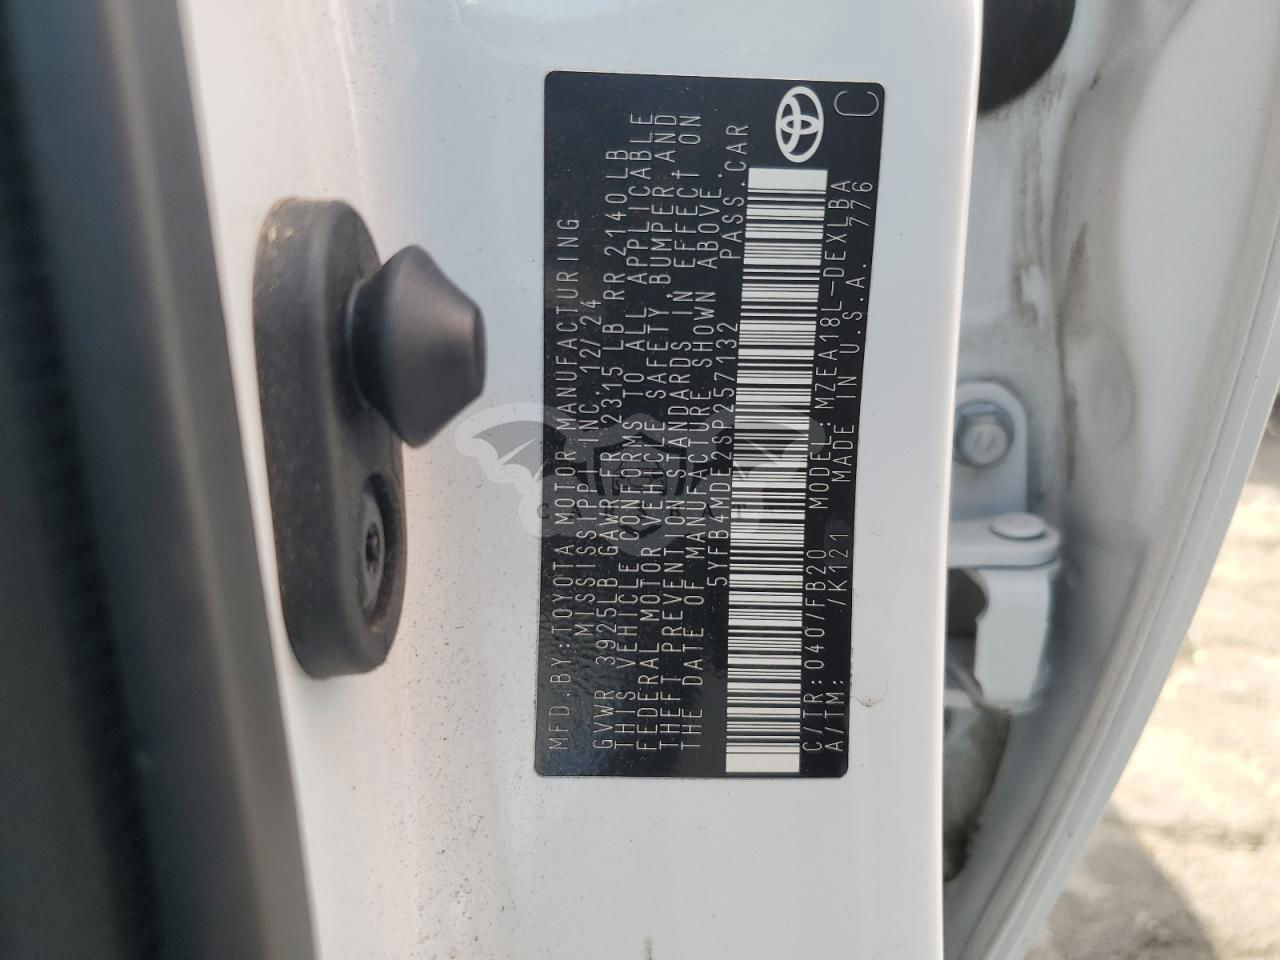 MFD.BY:TOYOTA MOTOR MANUFACTURING
MISSISSIPPI,INC. 12/24
GVWR 3925LB GAWR FR 2315 LB RR 2140LB
THIS VEHICLE CONFORMS TO ALL APPLICABLE
FEDERAL MOTOR VEHICLE SAFETY,BUMPER,AND
THEFT PREVENTION STANDARDS IN EFFECT ON
THE DATE OF MANUFACTURE SHOWN ABOVE.
5YFB4MDE2SP257132 PASS.CAR
C/TR:040/FB20 MODEL:MZEA18L-DEXLBA
A/TM: /K121 MADE IN U.S.A. 776
C